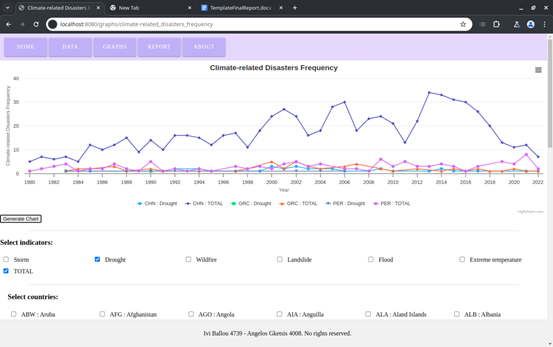 Climate-related Disasters F
New Tab
TemplateFinalReport.docx
localhost:8080/graphs/climate-related_disasters_frequency
HOME DATA GRAPHS REPORT ABOUT
Climate-related Disasters Frequency
Climate-related Disasters Frequency
40
30
20
10
0
1980 1982 1984 1986 1988 1990 1992 1994 1996 1998 2000 2002 2004 2006 2008 2010 2012 2014 2016 2018 2020 2022
Year
CHN : Drought CHN : TOTAL GRC : Drought GRC : TOTAL PER : Drought PER : TOTAL
Highcharts.com
Generate Chart
Select indicators:
Storm Drought Wildfire Landslide Flood Extreme temperature
TOTAL
Select countries:
ABW : Aruba AFG : Afghanistan AGO : Angola AIA : Anguilla ALA : Aland Islands ALB : Albania
Ivi Ballou 4739 - Angelos Gketsis 4008. No rights reserved.